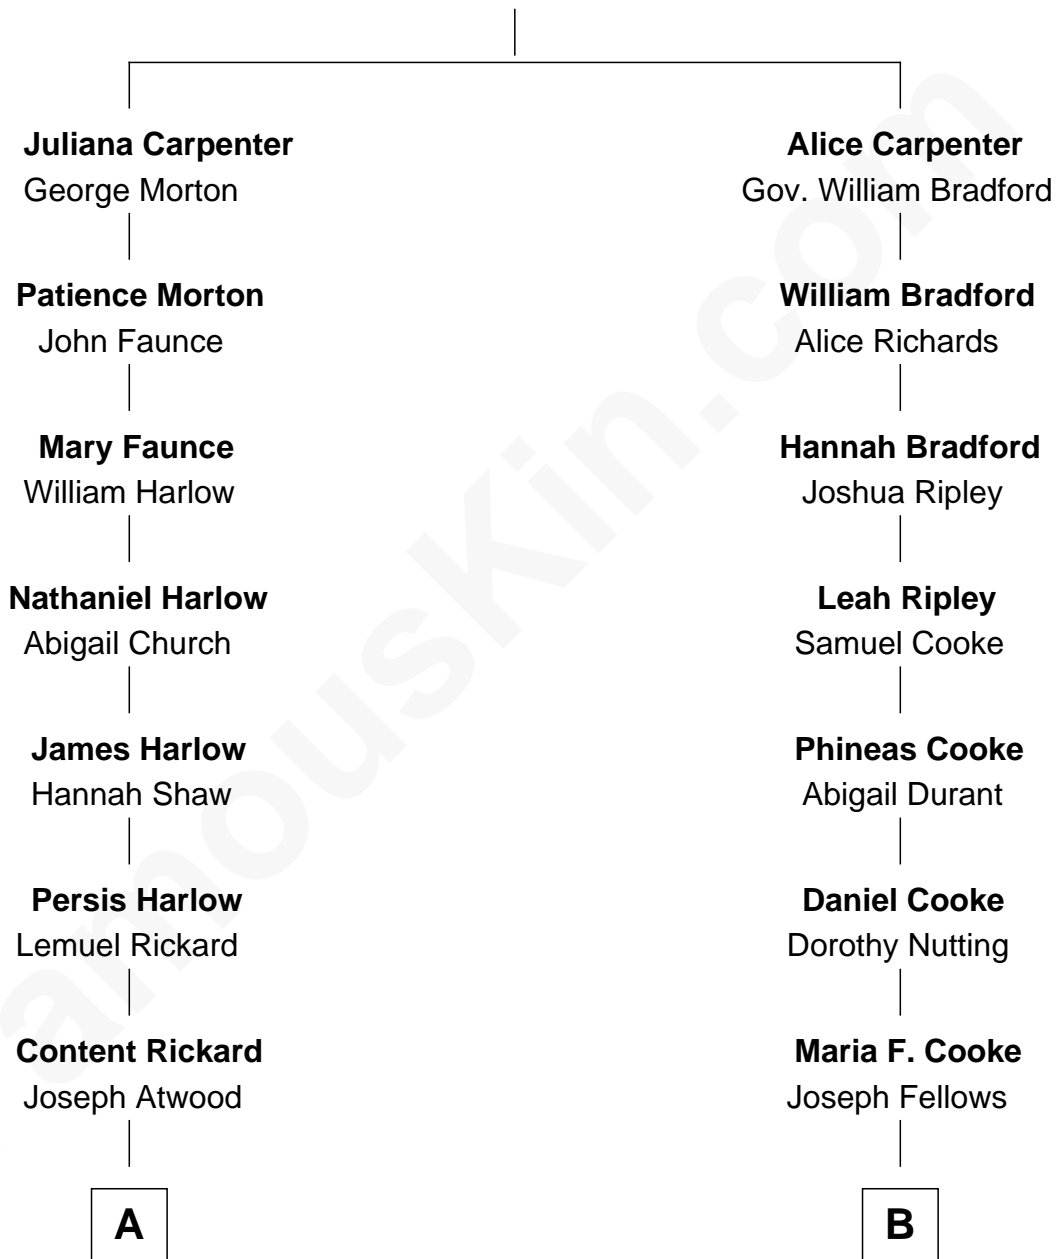 Juliana Carpenter
George Morton
Patience Morton
John Faunce
Mary Faunce
William Harlow
Nathaniel Harlow
Abigail Church
James Harlow
Hannah Shaw
Persis Harlow
Lemuel Rickard
Content Rickard
Joseph Atwood
A
Alice Carpenter
Gov. William Bradford
William Bradford
Alice Richards
Hannah Bradford
Joshua Ripley
Leah Ripley
Samuel Cooke
Phineas Cooke
Abigail Durant
Daniel Cooke
Dorothy Nutting
Maria F. Cooke
Joseph Fellows
B
amousKin.com